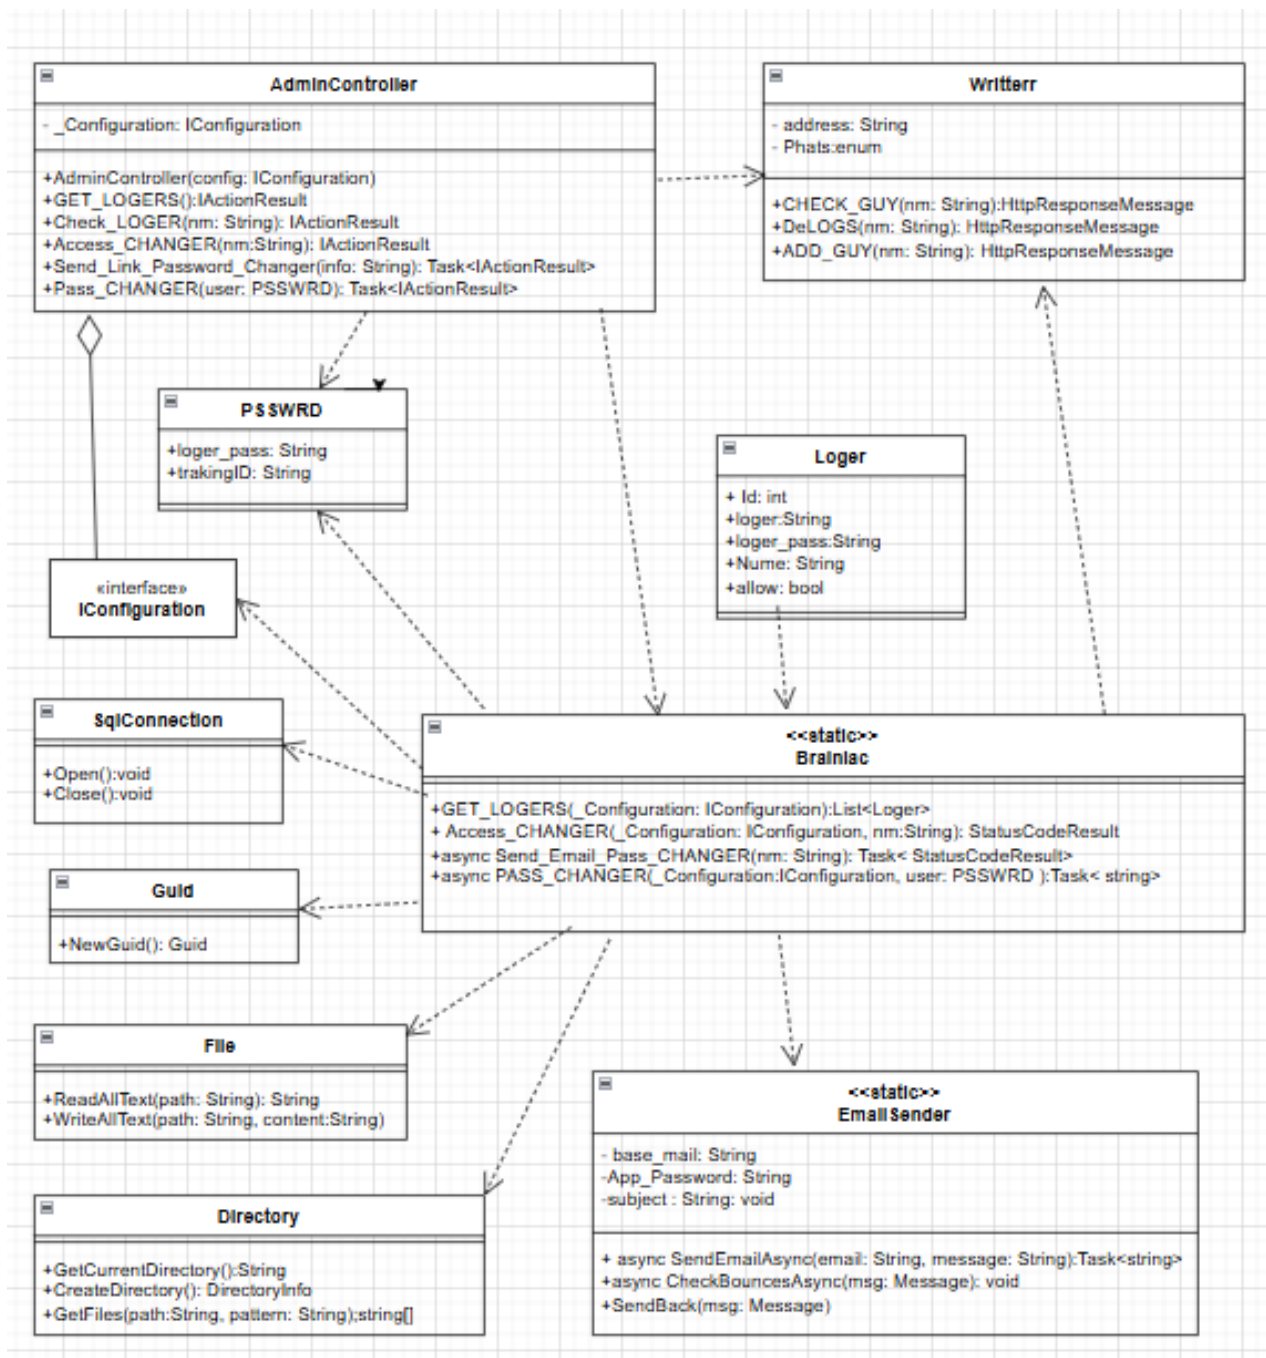 AdminController
- _Configuration: IConfiguration
+AdminController(config: IConfiguration)
+GET_LOGERS():IActionResult
+Check_LOGER(nm: String): IActionResult
+Access_CHANGER(nm:String): IActionResult
+Send_Link_Password_Changer(info: String): Task<IActionResult>
+Pass_CHANGER(user: PSSWRD): Task<IActionResult>
Writterr
- address: String
- Phats:enum
+CHECK_GUY(nm: String):HttpResponseMessage
+DeLOGS(nm: String): HttpResponseMessage
+ADD_GUY(nm: String): HttpResponseMessage
PSSWRD
+loger_pass: String
+trakingID: String
Loger
+ Id: int
+loger:String
+loger_pass:String
+Nume: String
+allow: bool
«interface»
IConfiguration
SqlConnection
+Open():void
+Close():void
<<static>>
Brainiac
+GET_LOGERS(_Configuration: IConfiguration):List<Loger>
+ Access_CHANGER(_Configuration: IConfiguration, nm:String): StatusCodeResult
+async Send_Email_Pass_CHANGER(nm: String): Task< StatusCodeResult>
+async PASS_CHANGER(_Configuration:IConfiguration, user: PSSWRD ):Task< string>
Guid
+NewGuid(): Guid
File
+ReadAllText(path: String): String
+WriteAllText(path: String, content:String)
<<static>>
EmailSender
- base_mail: String
-App_Password: String
-subject : String: void
+ async SendEmailAsync(email: String, message: String):Task<string>
+async CheckBouncesAsync(msg: Message): void
+SendBack(msg: Message)
Directory
+GetCurrentDirectory():String
+CreateDirectory(): DirectoryInfo
+GetFiles(path:String, pattern: String);string[]